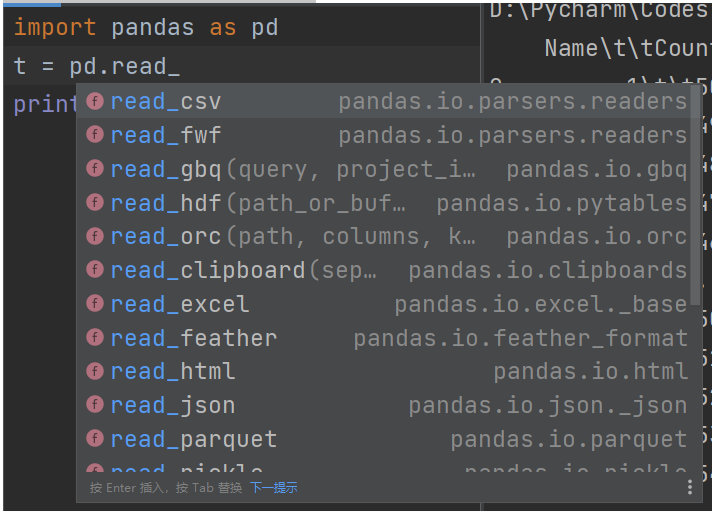 import pandas as pd
t = pd.read_
print
read_csv pandas.io.parsers.readers
read_fwf pandas.io.parsers.readers
read_gbq(query, project_i… pandas.io.gbq
read_hdf(path_or_buf… pandas.io.pytables
read_orc(path, columns, k… pandas.io.orc
read_clipboard(sep… pandas.io.clipboards
read_excel pandas.io.excel._base
read_feather pandas.io.feather_format
read_html pandas.io.html
read_json pandas.io.json._json
read_parquet pandas.io.parquet
read_pickle pandas.io.pickle
按 Enter 插入，按 Tab 替换 下一提示
D:\Pycharm\Codes
Name\t\tCount